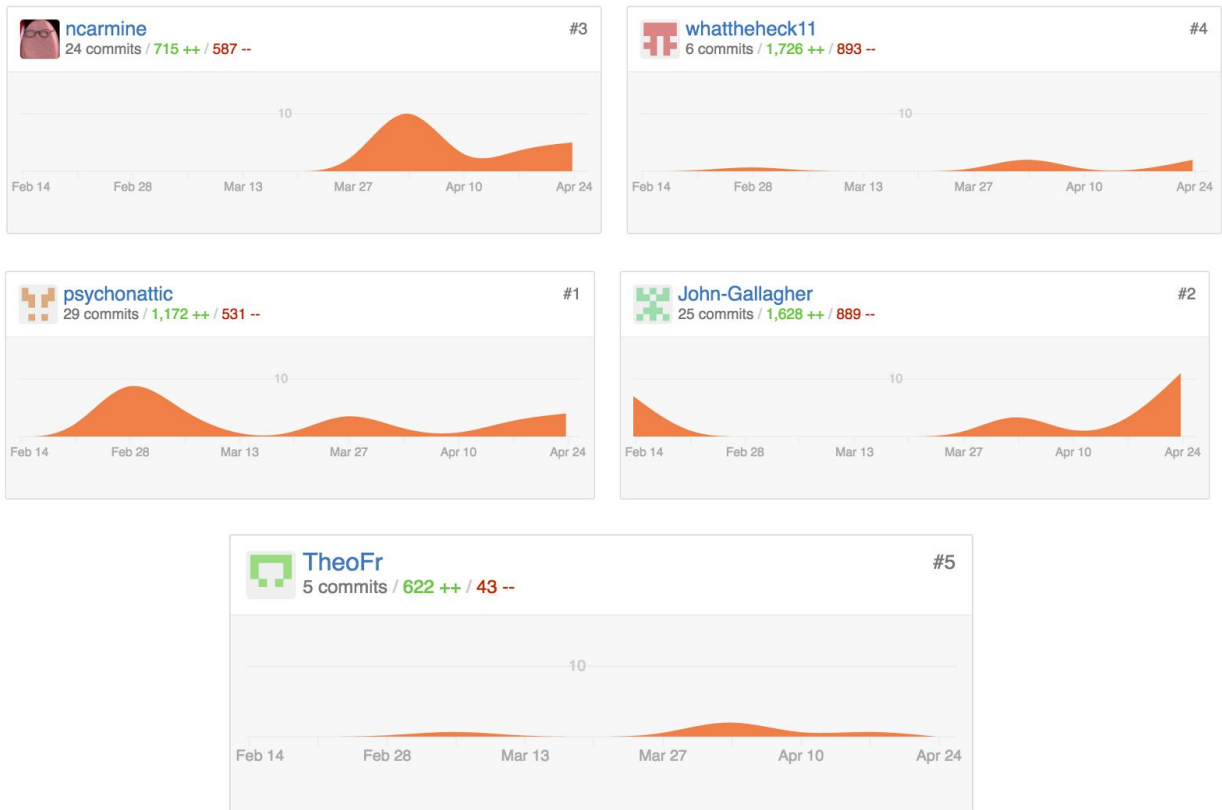 ncarmine #3
24 commits / 715 ++ / 587 --
10
Feb 14 Feb 28 Mar 13 Mar 27 Apr 10 Apr 24
whattheheck11 #4
6 commits / 1,726 ++ / 893 --
10
Feb 14 Feb 28 Mar 13 Mar 27 Apr 10 Apr 24
psychonattic #1
29 commits / 1,172 ++ / 531 --
10
Feb 14 Feb 28 Mar 13 Mar 27 Apr 10 Apr 24
John-Gallagher #2
25 commits / 1,628 ++ / 889 --
10
Feb 14 Feb 28 Mar 13 Mar 27 Apr 10 Apr 24
TheoFr #5
5 commits / 622 ++ / 43 --
10
Feb 14 Feb 28 Mar 13 Mar 27 Apr 10 Apr 24